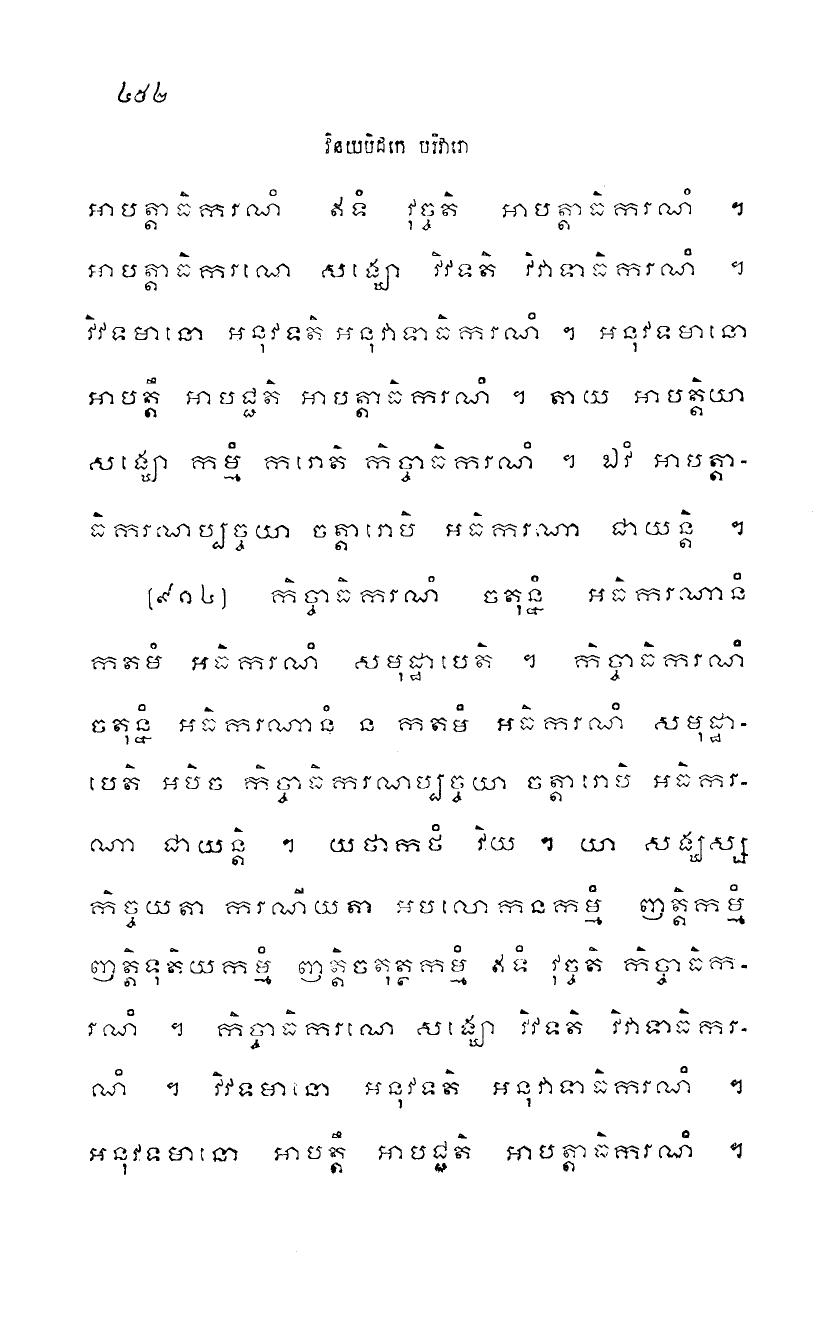 ៤៥២
វិនយបិដកេ បរិវារោ
អាបត្តាធិករណំ ឥទំ វុច្ចតិ អាបត្តាធិករណំ ។
អាបត្តាធិករណេ សង្ឃោ វិវទតិ វិវាទាធិករណំ ។
វិវទមានោ អនុវទតិ អនុវាទាធិករណំ ។ អនុវទមានោ
អាបត្តឹ អាបជ្ជតិ អាបត្តាធិករណំ ។ តាយ អាបត្តិយា
សង្ឃោ កម្មំ ករោតិ កិច្ចាធិករណំ ។ ឯវំ អាបត្តា-
ធិករណប្បច្ចយា ចត្តារោបិ អធិករណា ជាយន្តិ ។
[៩១៤] កិច្ចាធិករណំ ចតុន្នំ អធិករណានំ
កតមំ អធិករណំ សមុដ្ឋាបេតិ ។ កិច្ចាធិករណំ
ចតុន្នំ អធិករណានំ ន កតមំ អធិករណំ សមុដ្ឋា-
បេតិ អបិច កិច្ចាធិករណប្បច្ចយា ចត្តារោបិ អធិករ-
ណា ជាយន្តិ ។ យថាកថំ វិយ ។ យា សង្ឃស្ស
កិច្ចយតា ករណីយតា អបលោកនកម្មំ ញត្តិកម្មំ
ញត្តិទុតិយកម្មំ ញត្តិចតុត្ថកម្មំ ឥទំ វុច្ចតិ កិច្ចាធិក-
រណំ ។ កិច្ចាធិករណេ សង្ឃោ វិវទតិ វិវាទាធិករ-
ណំ ។ វិវទមានោ អនុវទតិ អនុវាទាធិករណំ ។
អនុវទមានោ អាបត្តឹ អាបជ្ជតិ អាបត្តាធិករណំ ។